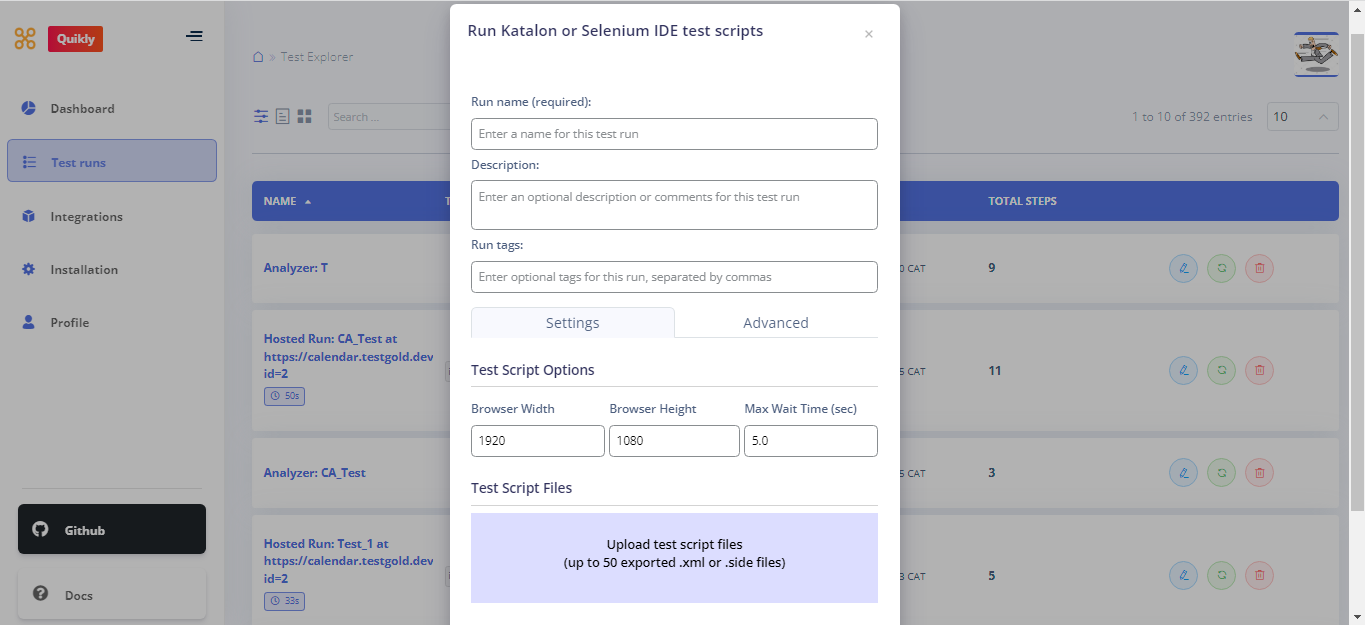 Quikly
Dashboard
Test runs
Integrations
Installation
Profile
Github
Docs
» Test Explorer
Search ...
1 to 10 of 392 entries
10
NAME
TOTAL STEPS
Analyzer: T
0 CAT
9
Hosted Run: CA_Test at
https://calendar.testgold.dev
id=2
50s
5 CAT
11
Analyzer: CA_Test
5 CAT
3
Hosted Run: Test_1 at
https://calendar.testgold.dev
id=2
33s
3 CAT
5
Run Katalon or Selenium IDE test scripts
×
Run name (required):
Enter a name for this test run
Description:
Enter an optional description or comments for this test run
Run tags:
Enter optional tags for this run, separated by commas
Settings Advanced
Test Script Options
Browser Width Browser Height Max Wait Time (sec)
1920 1080 5.0
Test Script Files
Upload test script files
(up to 50 exported .xml or .side files)